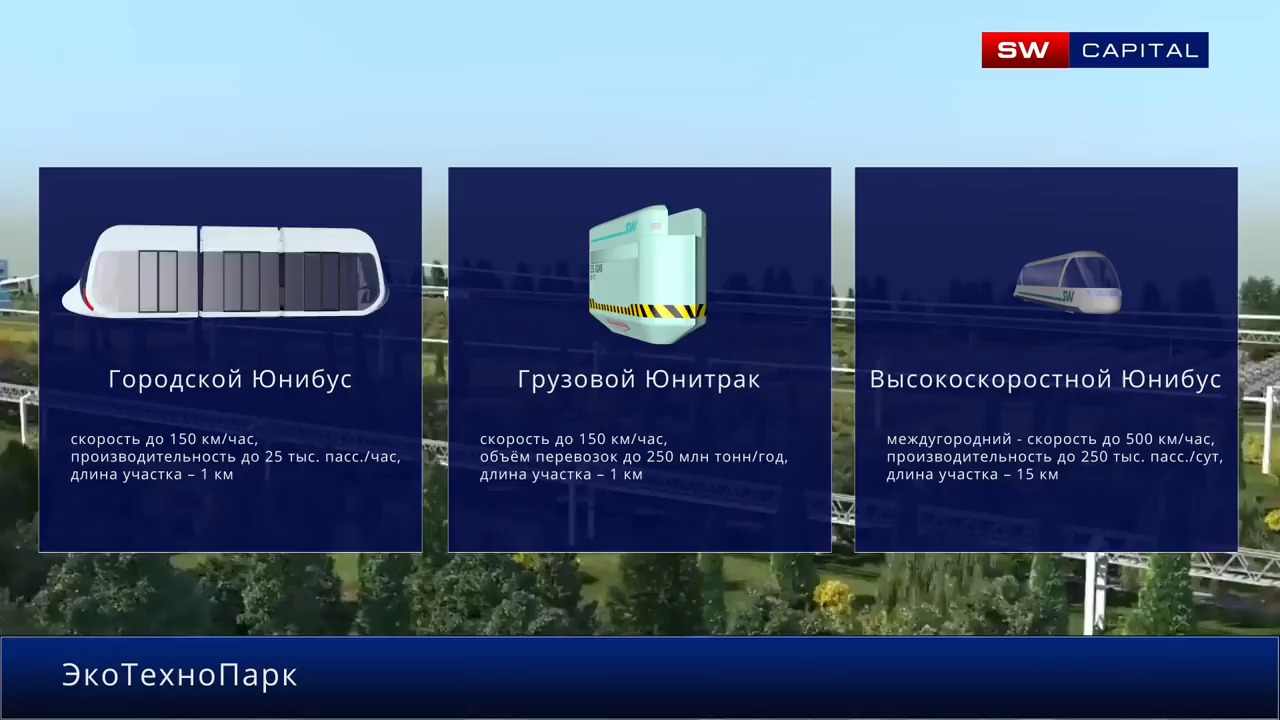 SW CAPITAL
SW
SW
Городской Юнибус
Грузовой Юнитрак
Высокоскоростной Юнибус
скорость до 150 км/час,
производительность до 25 тыс. пасс./час,
длина участка – 1 км
скорость до 150 км/час,
объём перевозок до 250 млн тонн/год,
длина участка – 1 км
междугородний - скорость до 500 км/час,
производительность до 250 тыс. пасс./сут,
длина участка – 15 км
ЭкоТехноПарк